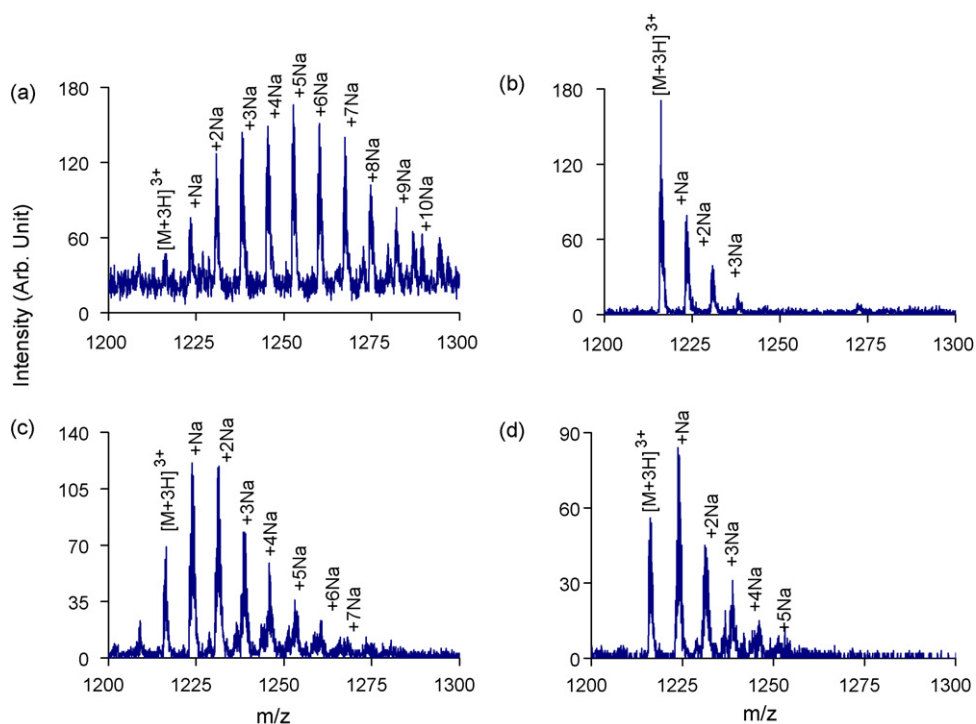 (a)
180
120
60
0
1200
1225
1250
1275
1300
[M+3H]3+
+Na
+2Na
+3Na
+4Na
+5Na
+6Na
+7Na
+8Na
+9Na
+10Na
(b)
180
120
60
0
1200
1225
1250
1275
1300
[M+3H]3+
+Na
+2Na
+3Na
Intensity (Arb. Unit)
(c)
140
105
70
35
0
1200
1225
1250
1275
1300
[M+3H]3+
+Na
+2Na
+3Na
+4Na
+5Na
+6Na
+7Na
m/z
(d)
90
60
30
0
1200
1225
1250
1275
1300
[M+3H]3+
+Na
+2Na
+3Na
+4Na
+5Na
m/z